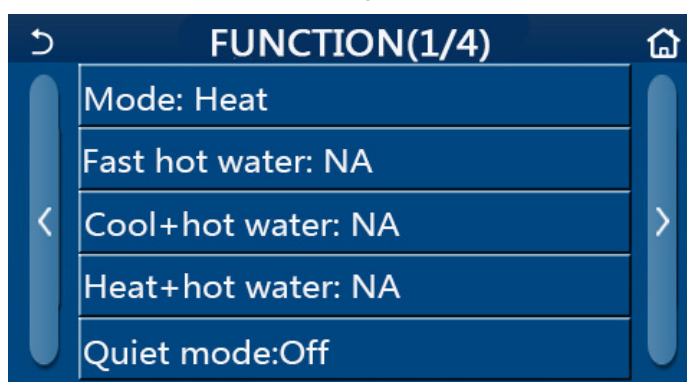 FUNCTION(1/4)
Mode: Heat
Fast hot water: NA
Cool+hot water: NA
Heat+hot water: NA
Quiet mode:Off